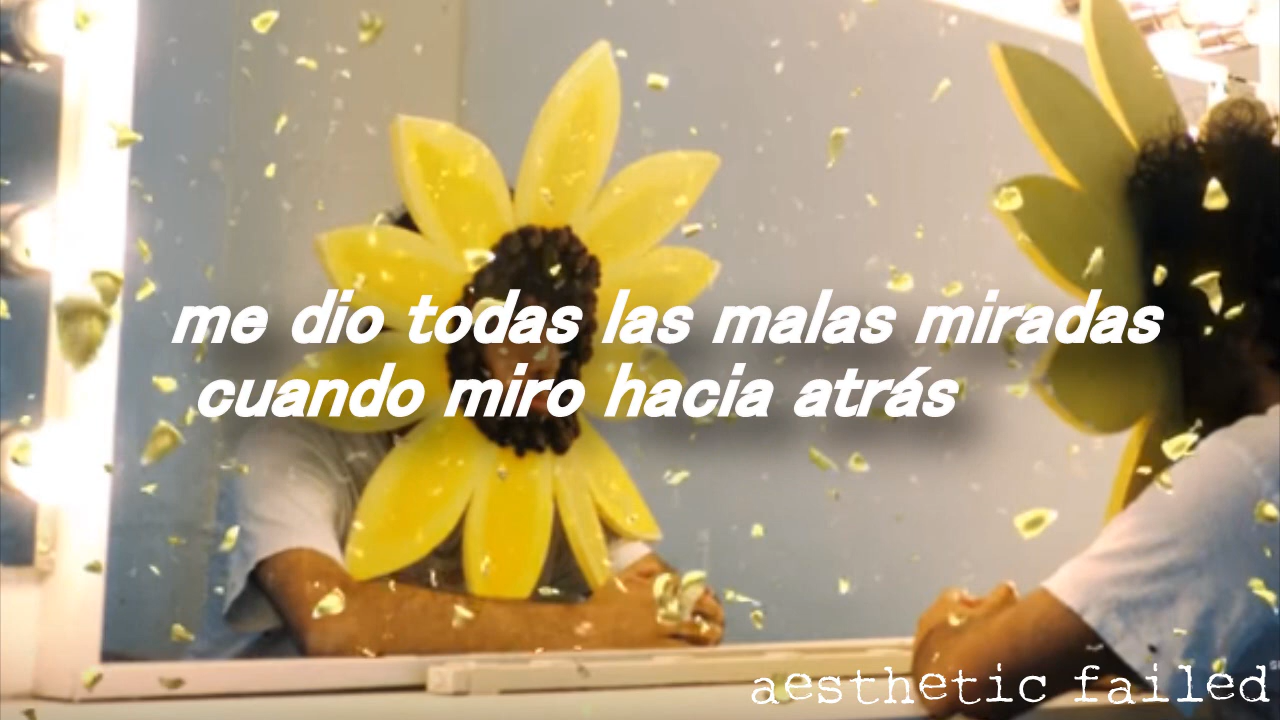 me dio todas las malas miradas
cuando miro hacia atrás
aesthetic failed